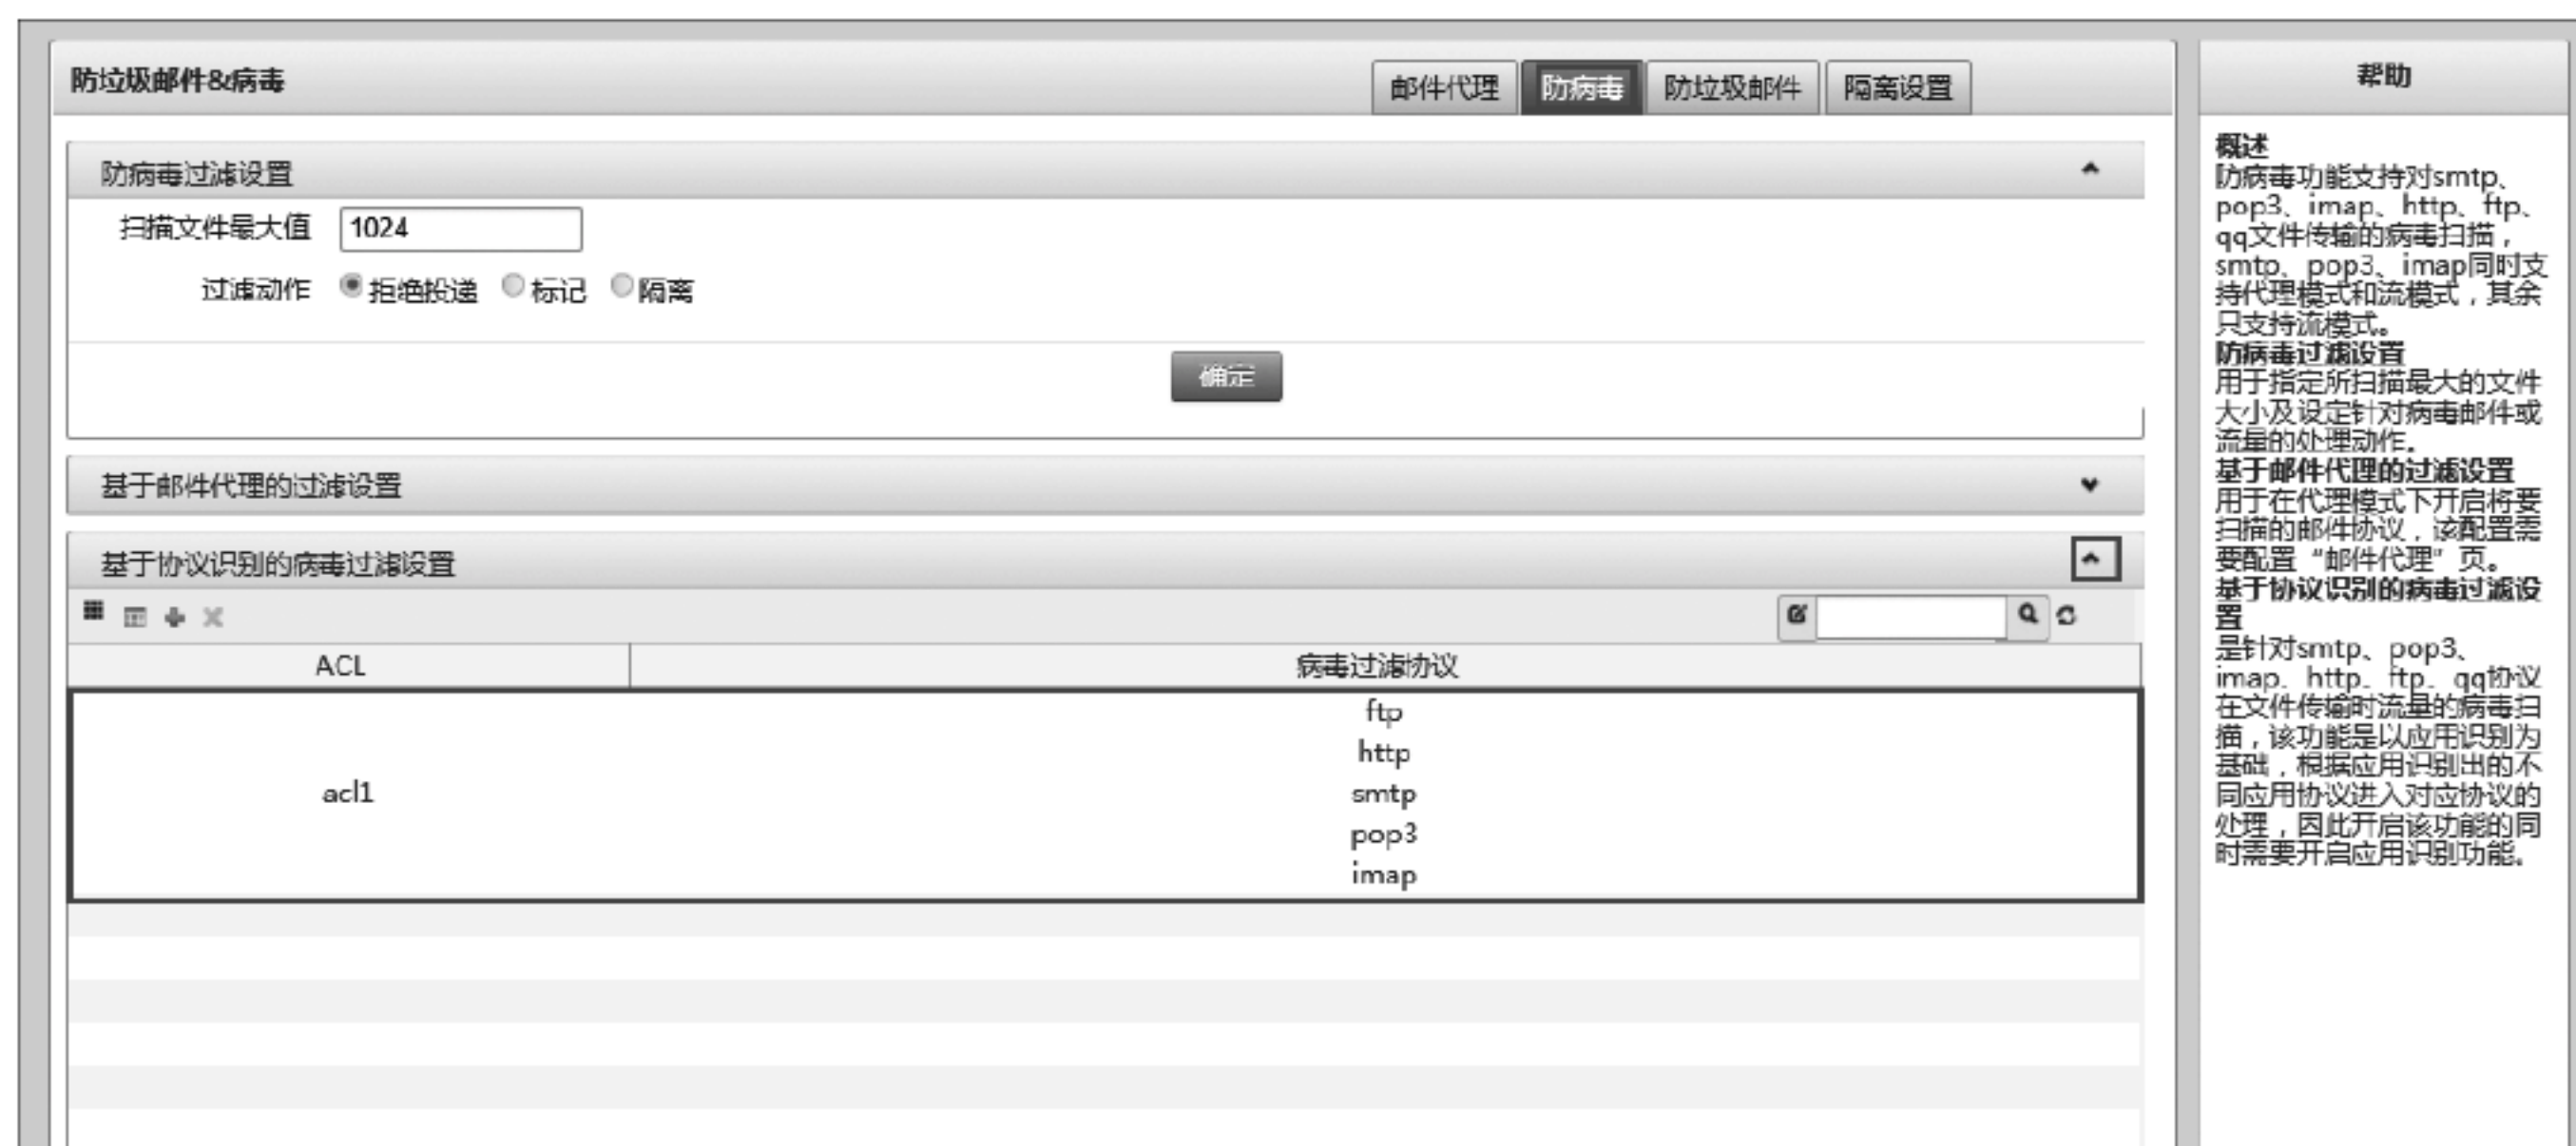 防垃圾邮件&病毒
邮件代理 防病毒 防垃圾邮件 隔离设置
防病毒过滤设置
扫描文件最大值 1024
过滤动作 拒绝投递 标记 隔离
确定
基于邮件代理的过滤设置
基于协议识别的病毒过滤设置
ACL 病毒过滤协议
acl1
ftp
http
smtp
pop3
imap
帮助
概述
防病毒功能支持对smtp、
pop3、imap、http、ftp、
qq文件传输的病毒扫描，
smtp、pop3、imap同时支
持代理模式和流模式，其余
只支持流模式。
防病毒过滤设置
用于指定所扫描最大的文件
大小及设定针对病毒邮件或
流量的处理动作。
基于邮件代理的过滤设置
用于在代理模式下开启将要
扫描的邮件协议，该配置需
要配置“邮件代理”页。
基于协议识别的病毒过滤设
置
是针对smtp、pop3、
imap、http、ftp、qq协议
在文件传输时流量的病毒扫
描，该功能是以应用识别为
基础，根据应用识别出的不
同应用协议进入对应协议的
处理，因此开启该功能的同
时需要开启应用识别功能。